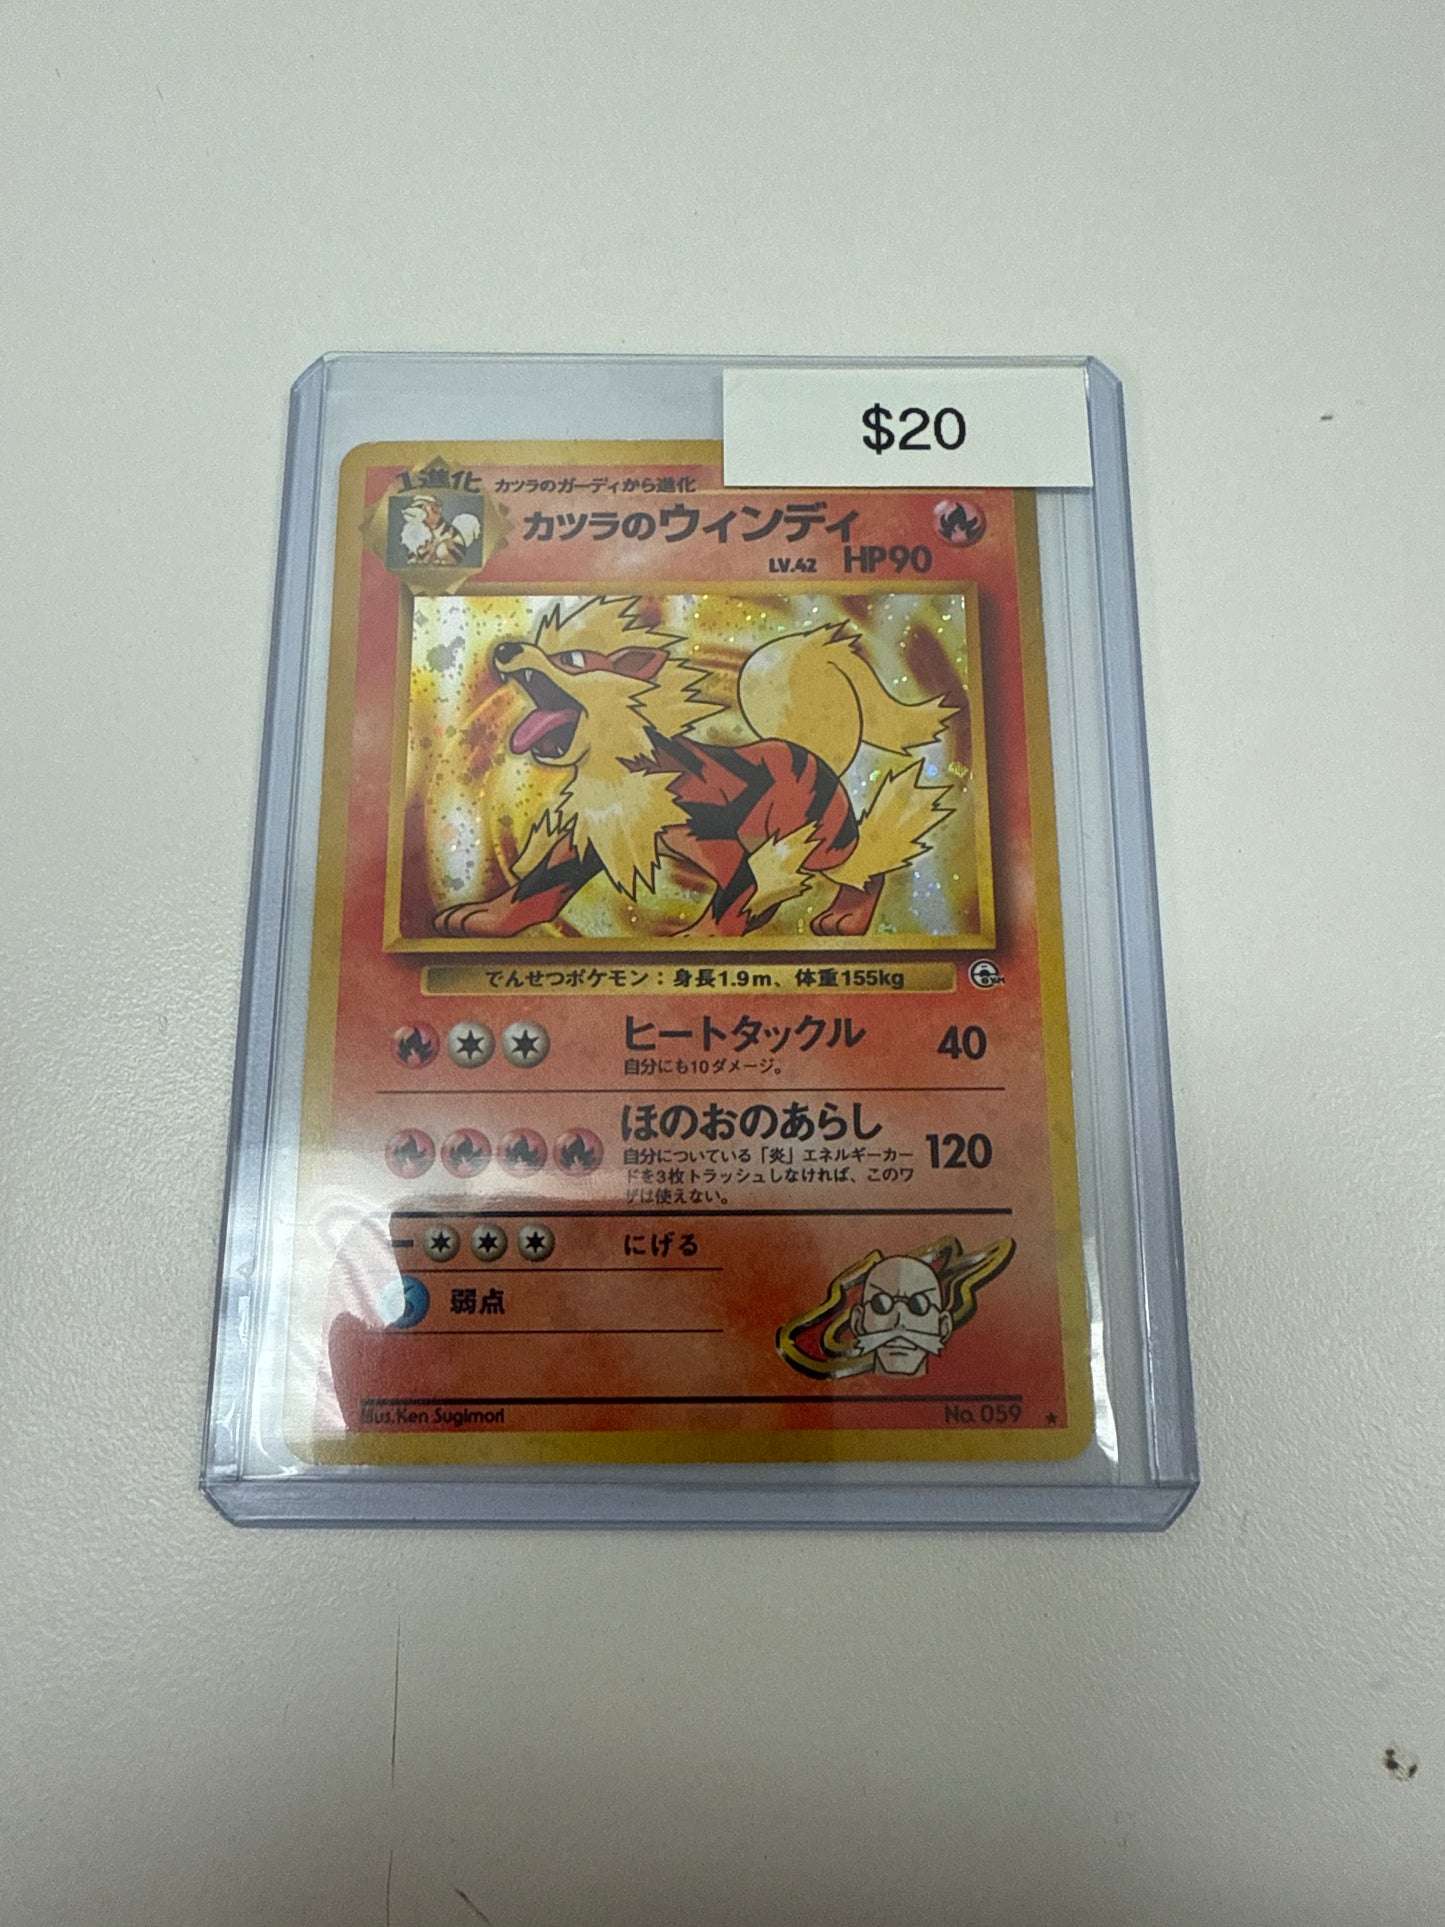 $20
1進化 カツラのガーディから進化
カツラのウィンディ
LV.42 HP90
でんせつポケモン：身長1.9m、体重155kg
GYM
ヒートタックル 40
自分にも10ダメージ。
ほのおのあらし 120
自分についている「炎」エネルギーカー
ドを3枚トラッシュしなければ、このワ
ザは使えない。
にげる
弱点
Illus.Ken Sugimori No. 059 ★